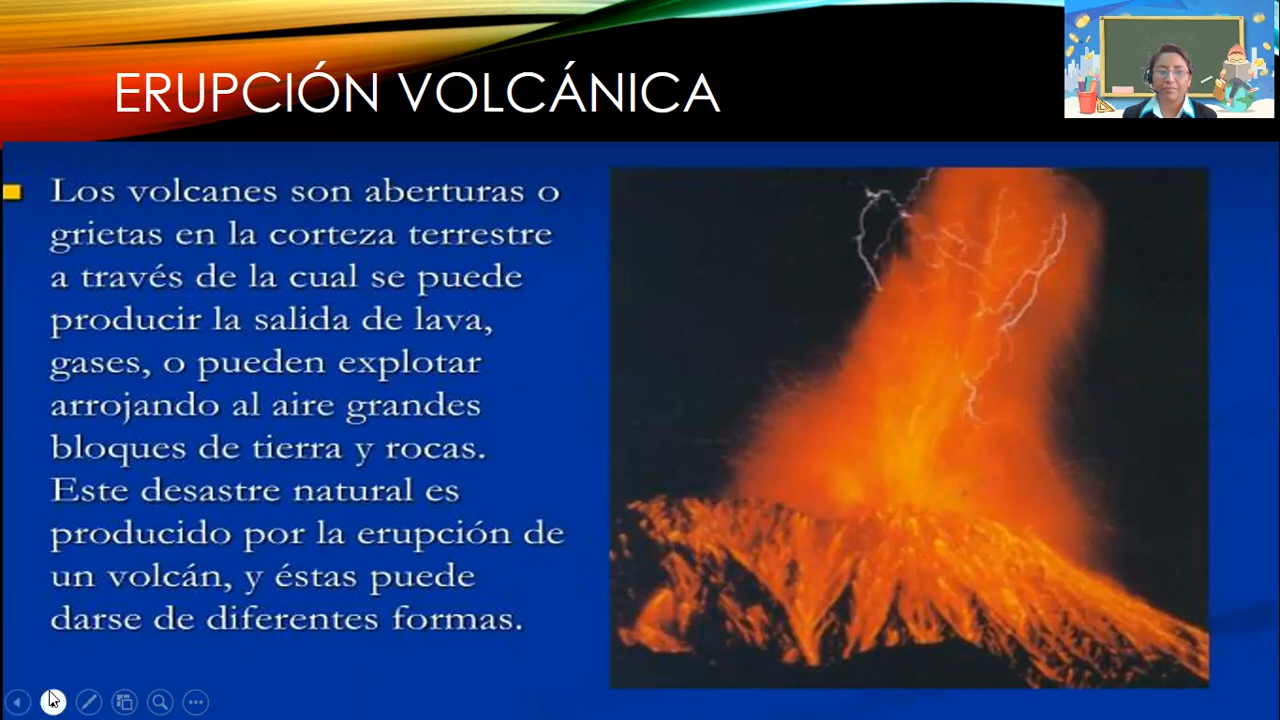 ERUPCIÓN VOLCÁNICA
Los volcanes son aberturas o
grietas en la corteza terrestre
a través de la cual se puede
producir la salida de lava,
gases, o pueden explotar
arrojando al aire grandes
bloques de tierra y rocas.
Este desastre natural es
producido por la erupción de
un volcán, y éstas puede
darse de diferentes formas.